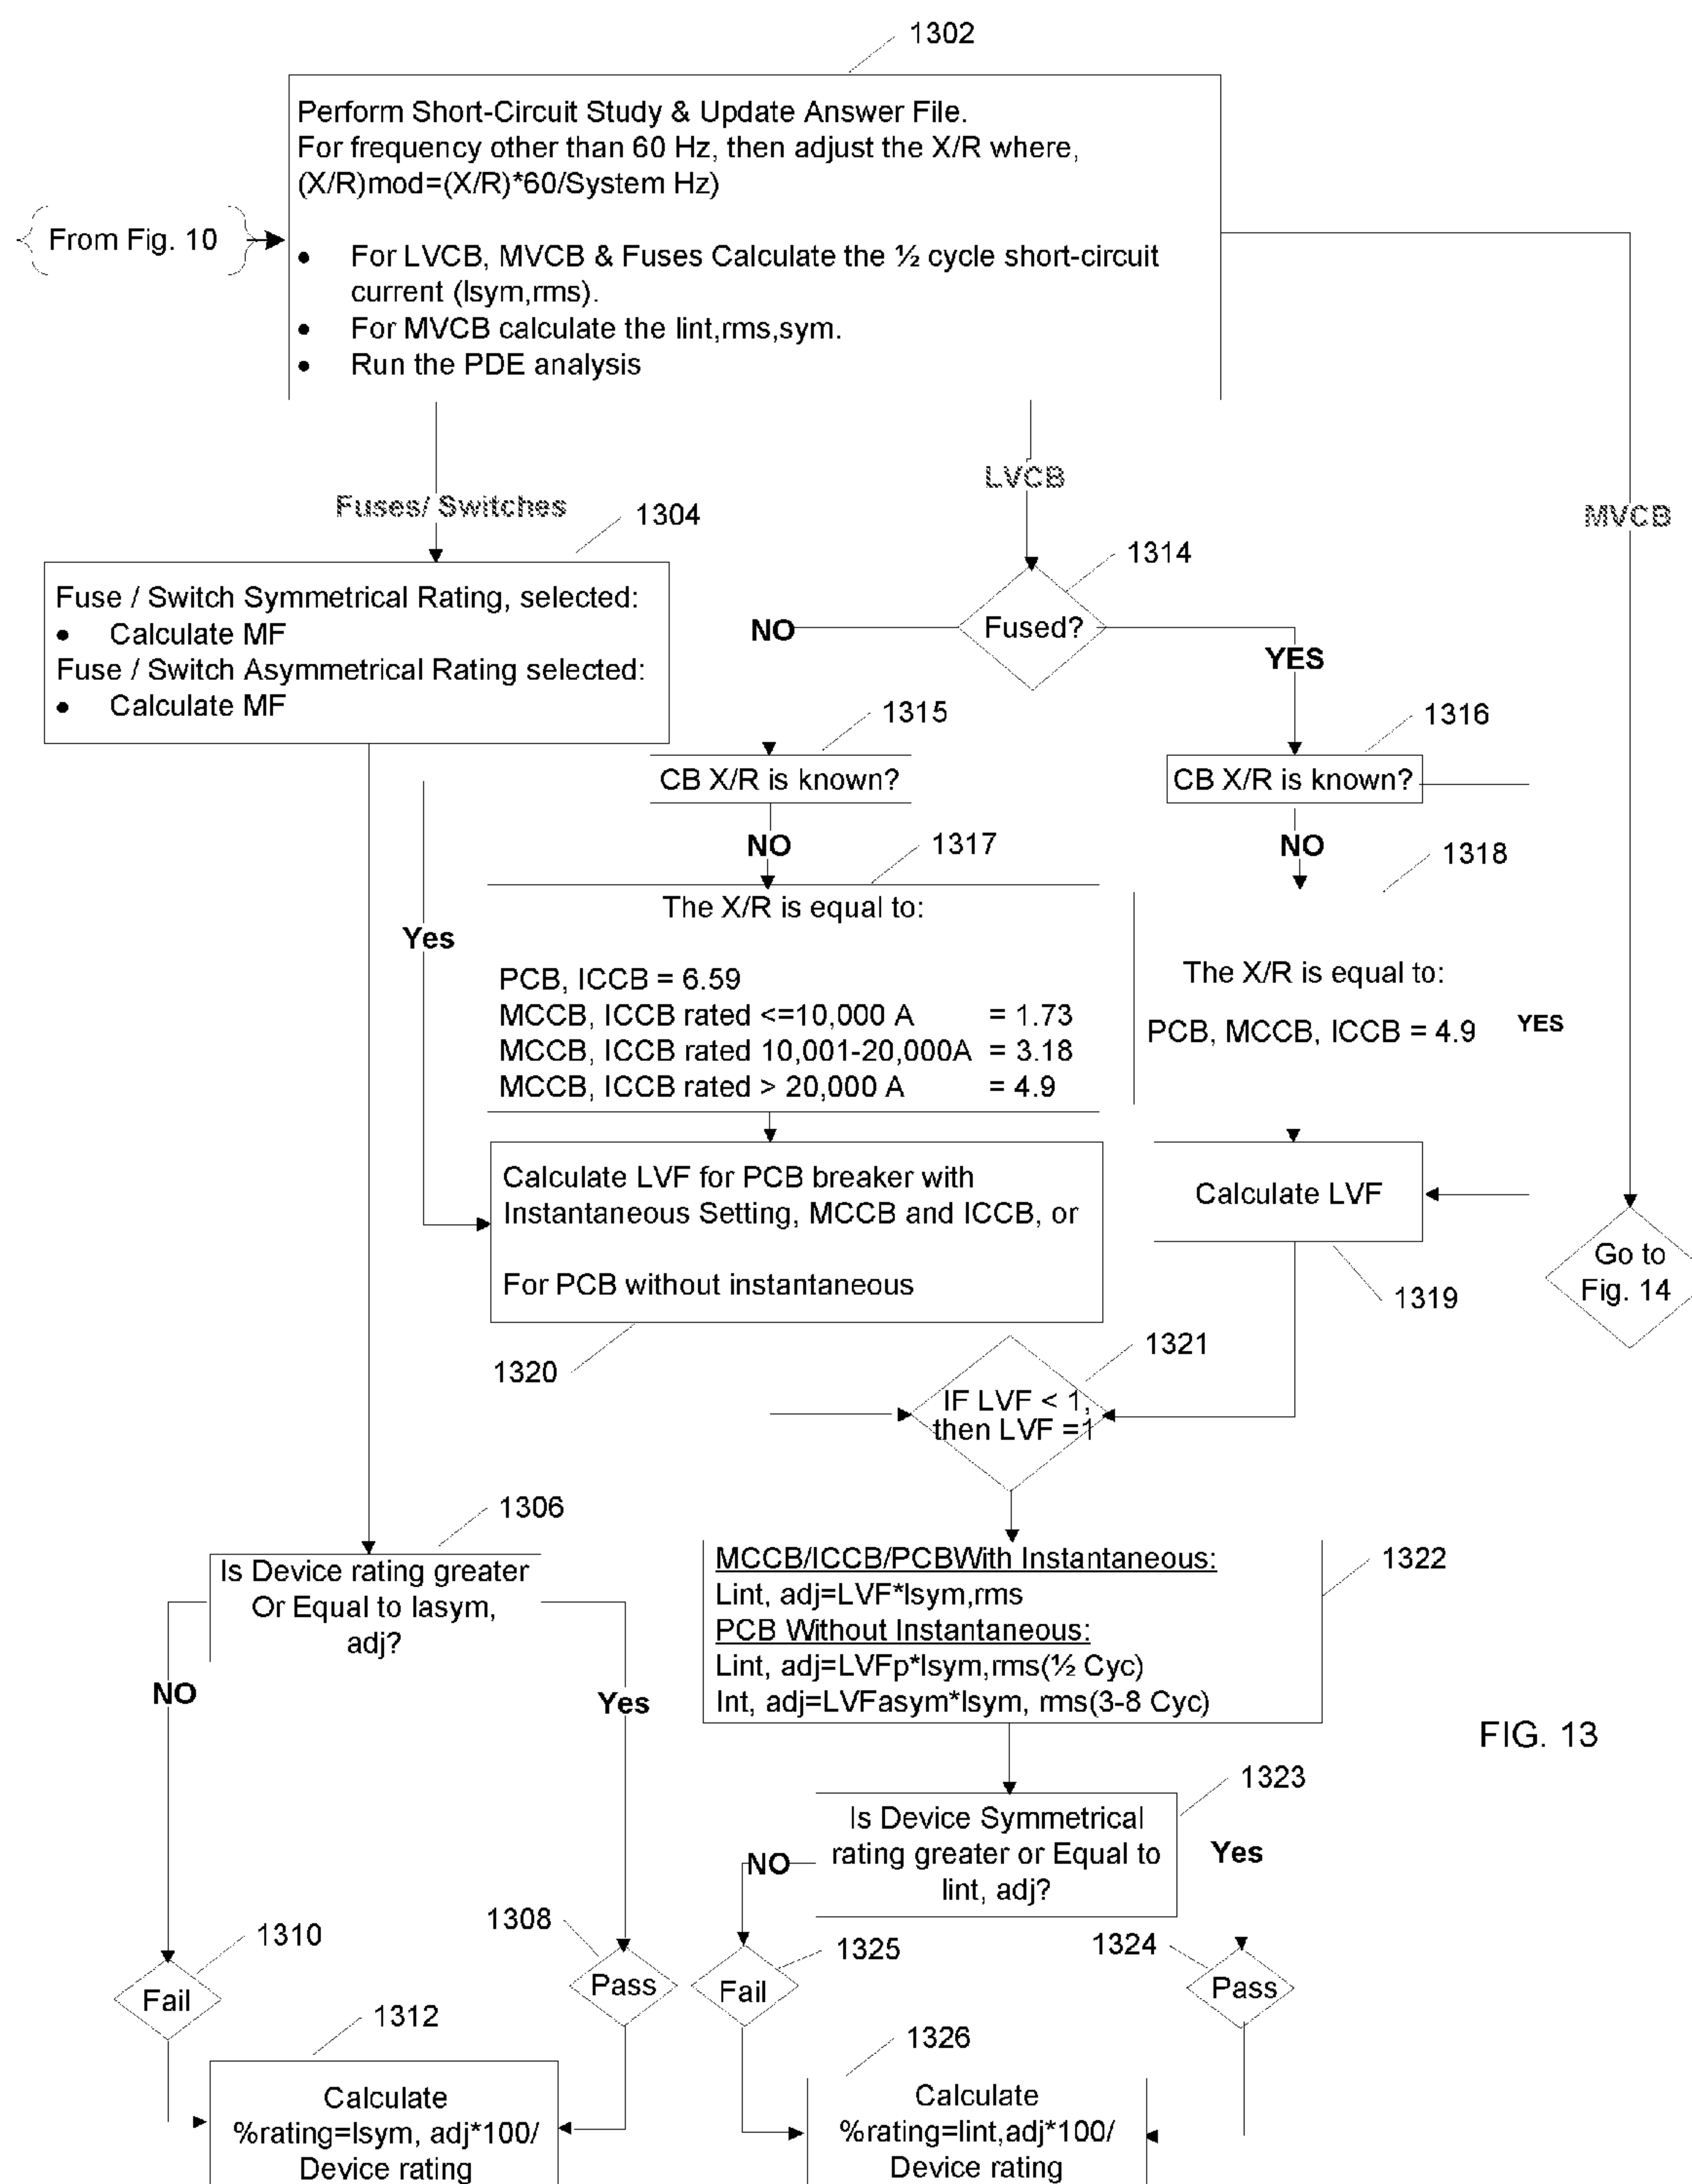 1302
Perform Short-Circuit Study & Update Answer File.
For frequency other than 60 Hz, then adjust the X/R where,
(X/R)mod=(X/R)*60/System Hz)
From Fig. 10
• For LVCB, MVCB & Fuses Calculate the ½ cycle short-circuit
current (Isym,rms).
• For MVCB calculate the Iint,rms,sym.
• Run the PDE analysis
Fuses/ Switches
LVCB
MVCB
1304
Fuse / Switch Symmetrical Rating, selected:
• Calculate MF
Fuse / Switch Asymmetrical Rating selected:
• Calculate MF
1314
Fused?
NO
YES
1315
CB X/R is known?
1316
CB X/R is known?
NO
NO
1317
The X/R is equal to:
PCB, ICCB = 6.59
MCCB, ICCB rated <=10,000 A = 1.73
MCCB, ICCB rated 10,001-20,000A = 3.18
MCCB, ICCB rated > 20,000 A = 4.9
Yes
1318
The X/R is equal to:
PCB, MCCB, ICCB = 4.9
YES
Calculate LVF for PCB breaker with
Instantaneous Setting, MCCB and ICCB, or
For PCB without instantaneous
1320
Calculate LVF
1319
Go to
Fig. 14
1321
IF LVF < 1,
then LVF =1
1306
Is Device rating greater
Or Equal to Iasym,
adj?
NO
Yes
MCCB/ICCB/PCBWith Instantaneous:
Lint, adj=LVF*Isym,rms
PCB Without Instantaneous:
Lint, adj=LVFp*Isym,rms(½ Cyc)
Int, adj=LVFasym*Isym, rms(3-8 Cyc)
1322
FIG. 13
1323
Is Device Symmetrical
rating greater or Equal to
Iint, adj?
NO
Yes
1310
Fail
1308
Pass
1325
Fail
1324
Pass
1312
Calculate
%rating=Isym, adj*100/
Device rating
1326
Calculate
%rating=Iint,adj*100/
Device rating